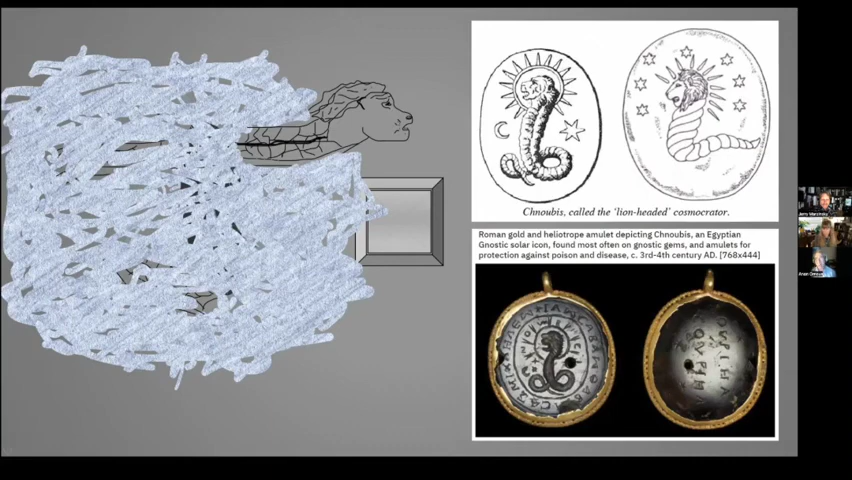 Chnoubis, called the 'lion-headed' cosmocrator.
Roman gold and heliotrope amulet depicting Chnoubis, an Egyptian
Gnostic solar icon, found most often on gnostic gems, and amulets for
protection against poison and disease, c. 3rd-4th century AD. [768x444]